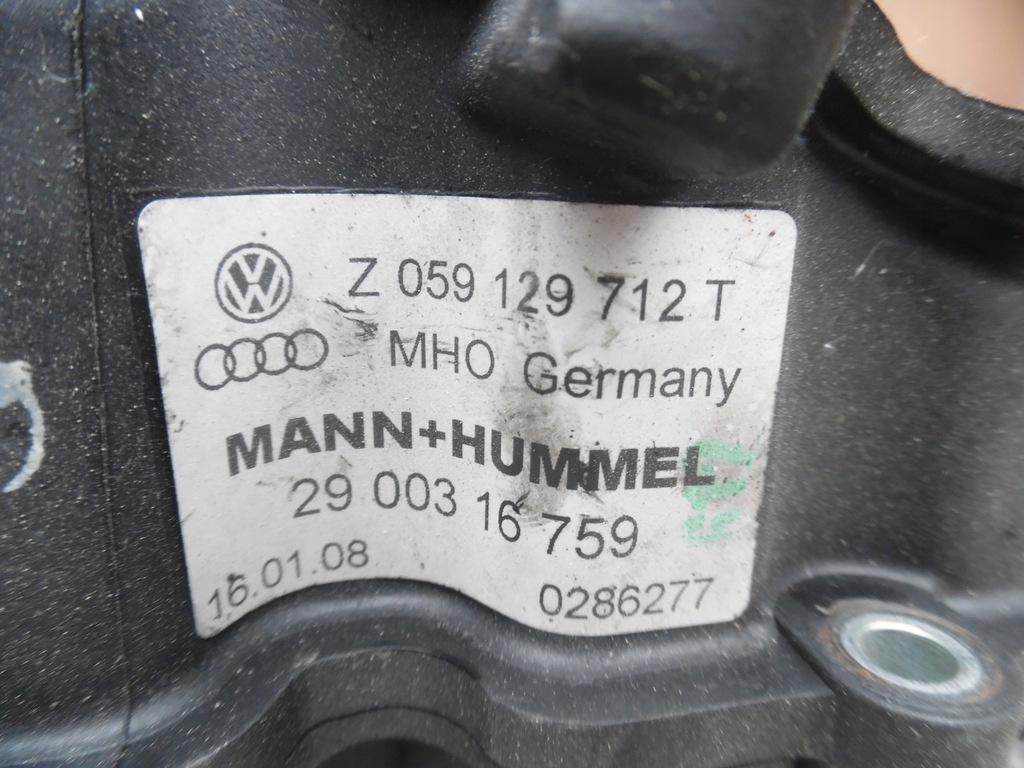 Z 059 129 712 T
MHO Germany
MANN+HUMMEL
29 003 16 759
16.01.08 0286277